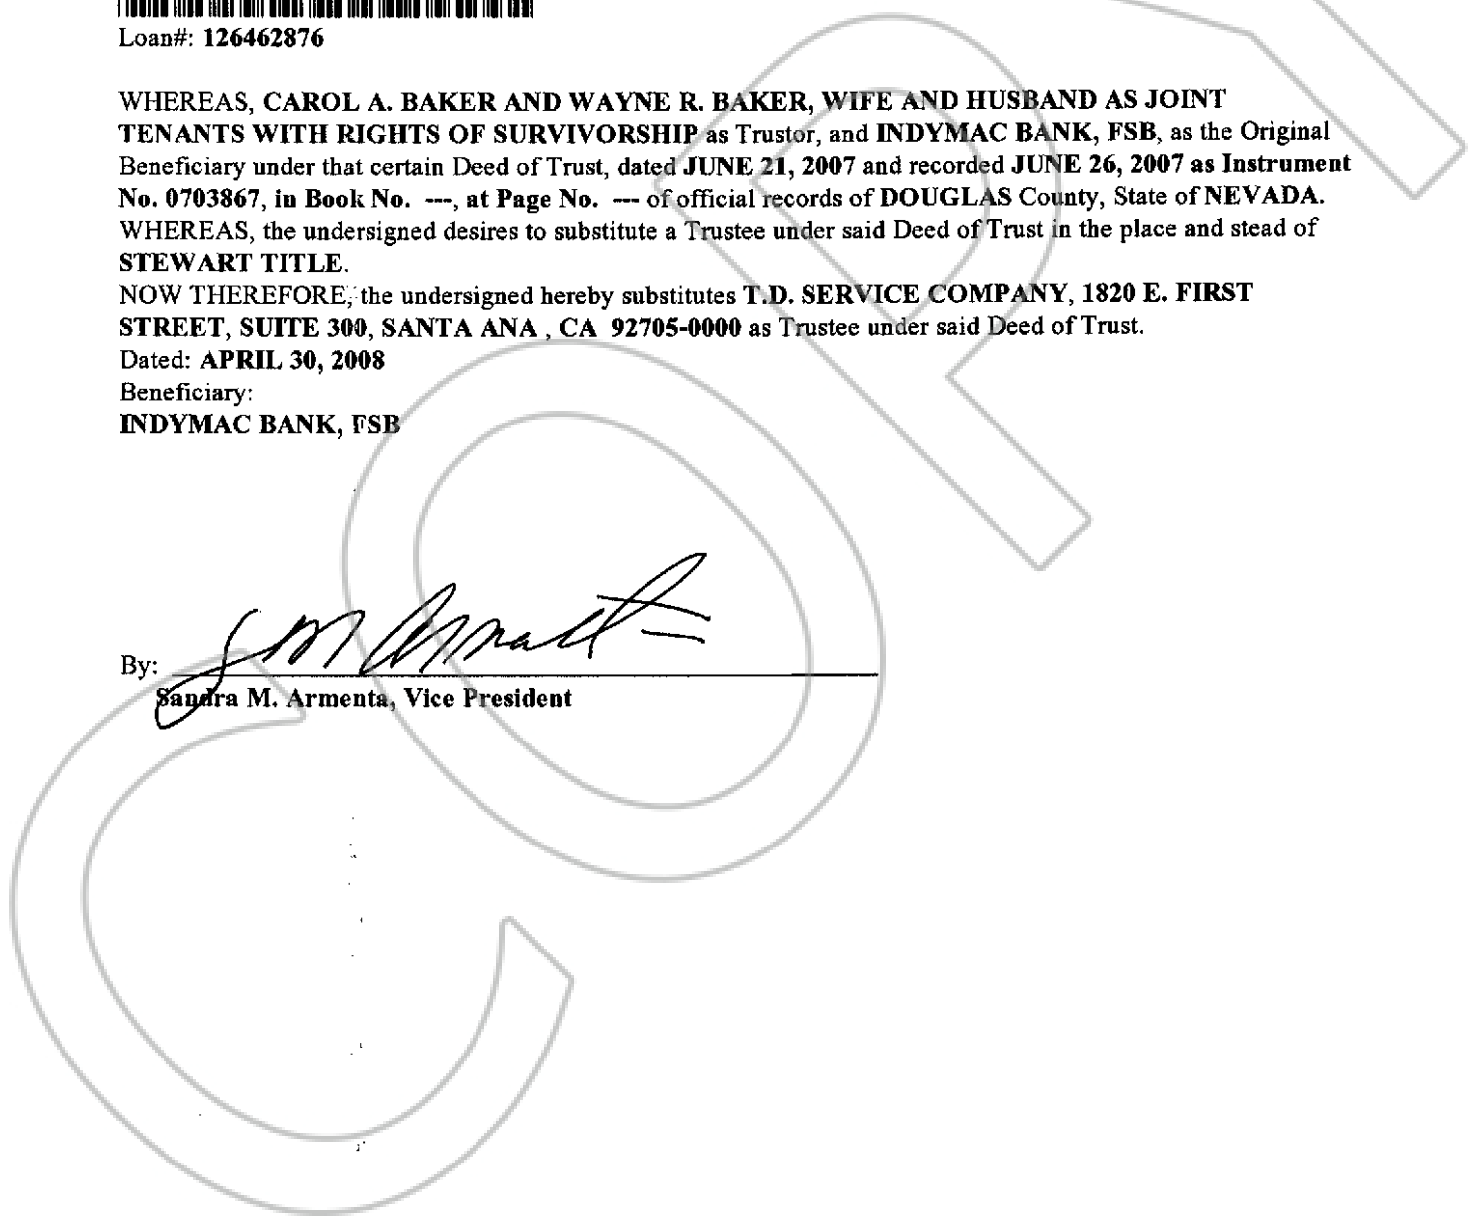 Loan#: 126462876
WHEREAS, CAROL A. BAKER AND WAYNE R. BAKER, WIFE AND HUSBAND AS JOINT
TENANTS WITH RIGHTS OF SURVIVORSHIP as Trustor, and INDYMAC BANK, FSB, as the Original
Beneficiary under that certain Deed of Trust, dated JUNE 21, 2007 and recorded JUNE 26, 2007 as Instrument
No. 0703867, in Book No. ---, at Page No. --- of official records of DOUGLAS County, State of NEVADA.
WHEREAS, the undersigned desires to substitute a Trustee under said Deed of Trust in the place and stead of
STEWART TITLE.
NOW THEREFORE, the undersigned hereby substitutes T.D. SERVICE COMPANY, 1820 E. FIRST
STREET, SUITE 300, SANTA ANA , CA 92705-0000 as Trustee under said Deed of Trust.
Dated: APRIL 30, 2008
Beneficiary:
INDYMAC BANK, FSB
By:
Sandra M. Armenta, Vice President
COPY